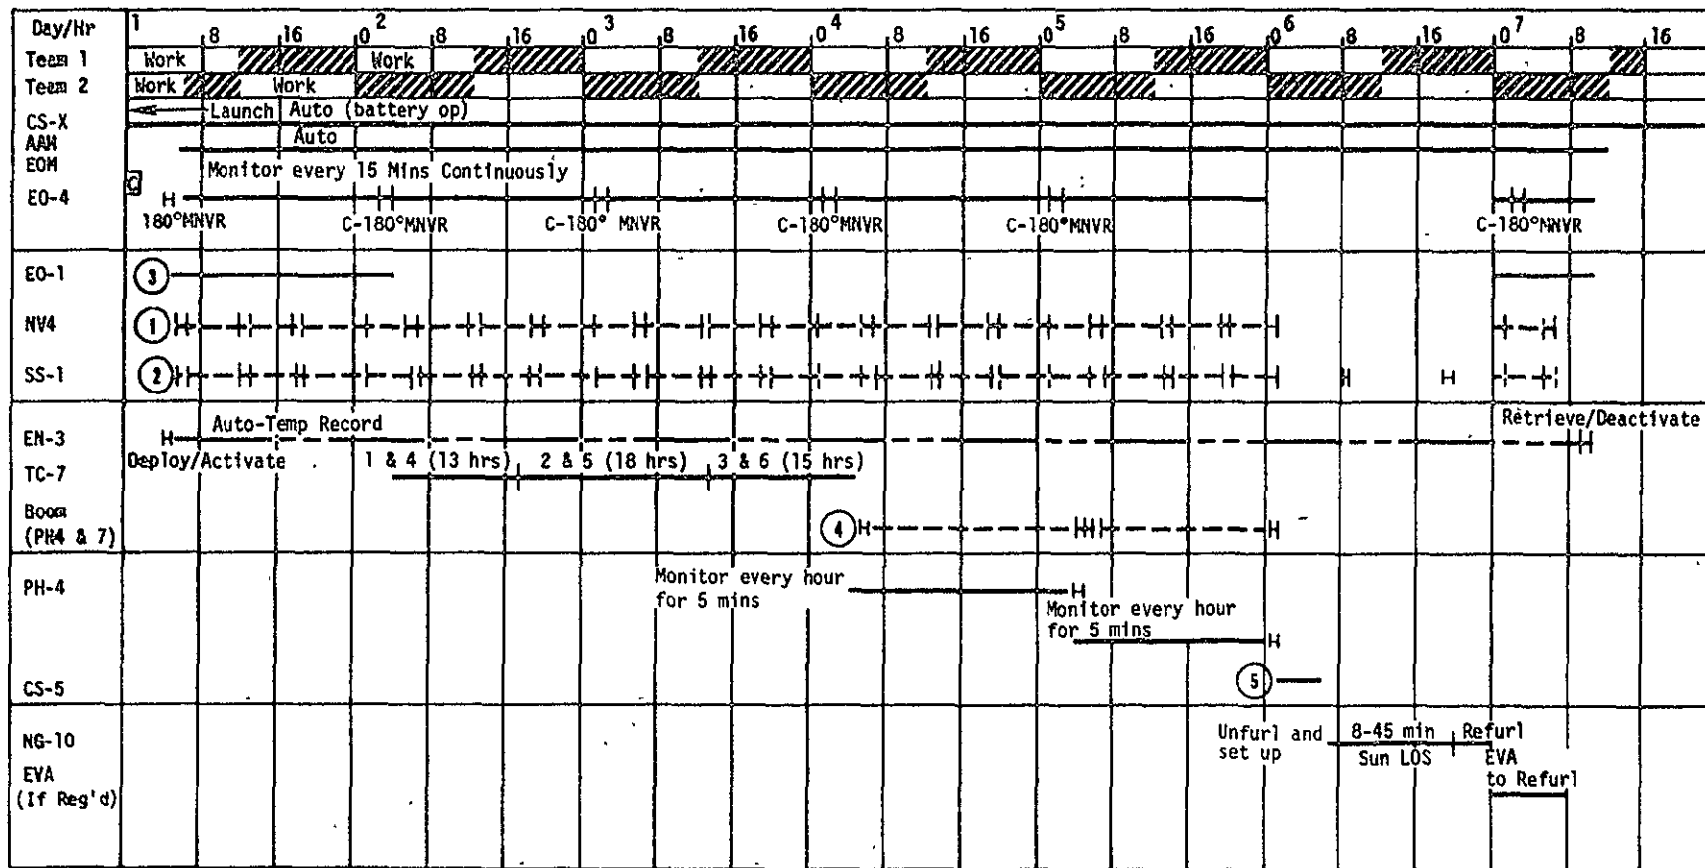 Day/Hr 1 8 16 0 2 8 16 0 3 8 16 0 4 8 16 0 5 8 16 0 6 8 16 0 7 8 16
Team 1 Work Work
Team 2 Work Work
Launch Auto (battery op)
CS-X
Auto
AAH
EOM
Monitor every 15 Mins Continuously
C
EO-4
180°MNVR C-180°MNVR C-180° MNVR C-180°MNVR C-180°MNVR C-180°MNVR
EO-1 3
NV4 1
SS-1 2
Auto-Temp Record Retrieve/Deactivate
EN-3
Deploy/Activate 1 & 4 (13 hrs) 2 & 5 (18 hrs) 3 & 6 (15 hrs)
TC-7
Boom
(PH4 & 7) 4
PH-4 Monitor every hour
for 5 mins
Monitor every hour
for 5 mins
CS-5 5
NG-10 Unfurl and
set up
8-45 min
Sun LOS
Refurl
EVA
(If Reg'd)
EVA
to Refurl